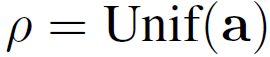 ρ = Unif(𝐚)